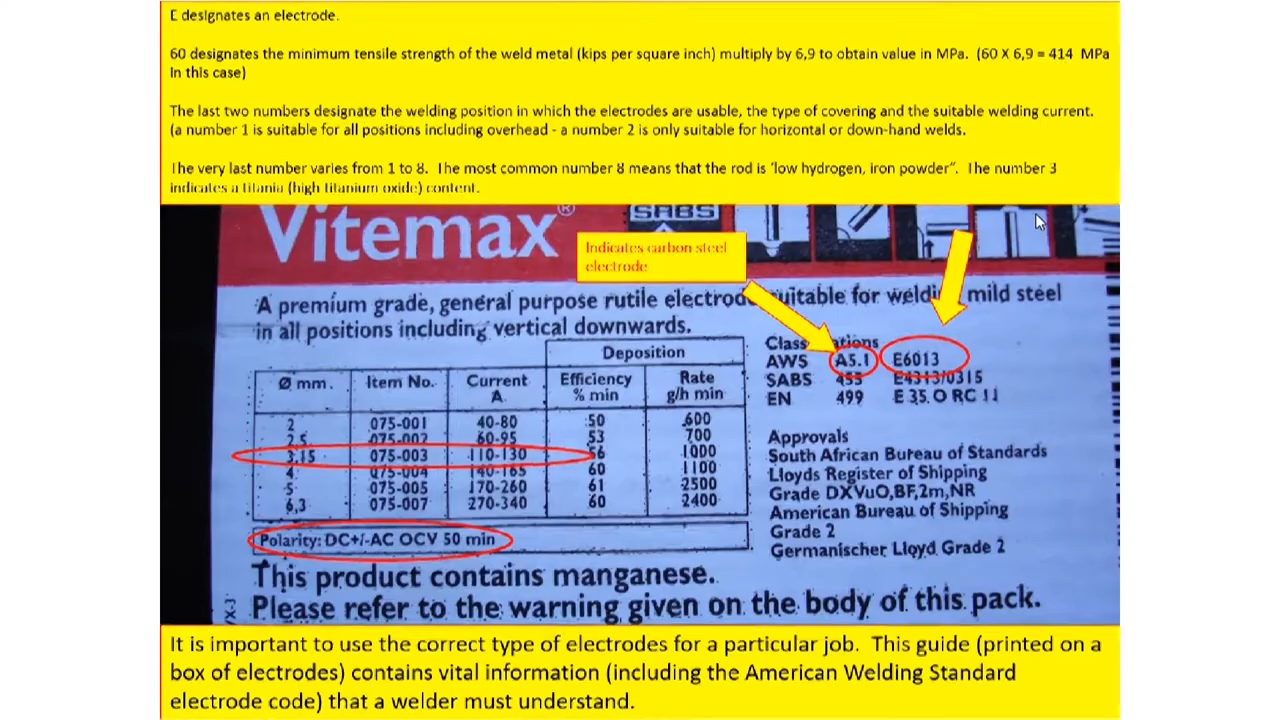 E designates an electrode.
60 designates the minimum tensile strength of the weld metal (kips per square inch) multiply by 6,9 to obtain value in MPa. (60 X 6,9 = 414 MPa
in this case)
The last two numbers designate the welding position in which the electrodes are usable, the type of covering and the suitable welding current.
(a number 1 is suitable for all positions including overhead - a number 2 is only suitable for horizontal or down-hand welds.
The very last number varies from 1 to 8. The most common number 8 means that the rod is 'low hydrogen, iron powder". The number 3
indicates a titania (high titanium oxide) content.
Vitemax®
SABS
Indicates carbon steel
electrode
A premium grade, general purpose rutile suitable for welding mild steel
in all positions including vertical downwards.
Deposition
Ø mm. Item No. Current A. Efficiency % min Rate g/h min
2 075-001 40-80 50 600
2,5 075-002 60-95 53 700
3,15 075-003 110-130 56 1000
4 075-004 140-165 60 1100
5 075-005 170-260 61 2500
6,3 075-007 270-340 60 2400
Polarity: DC+/-AC OCV 50 min
AWS A5.1 E6013
SABS 455 E4313/0315
EN 499 E 35.O RC 11
Approvals
South African Bureau of Standards
Lloyds Register of Shipping
Grade DXVuO,BF,2m,NR
American Bureau of Shipping
Grade 2
Germanischer Lloyd Grade 2
This product contains manganese.
Please refer to the warning given on the body of this pack.
It is important to use the correct type of electrodes for a particular job. This guide (printed on a
box of electrodes) contains vital information (including the American Welding Standard
electrode code) that a welder must understand.